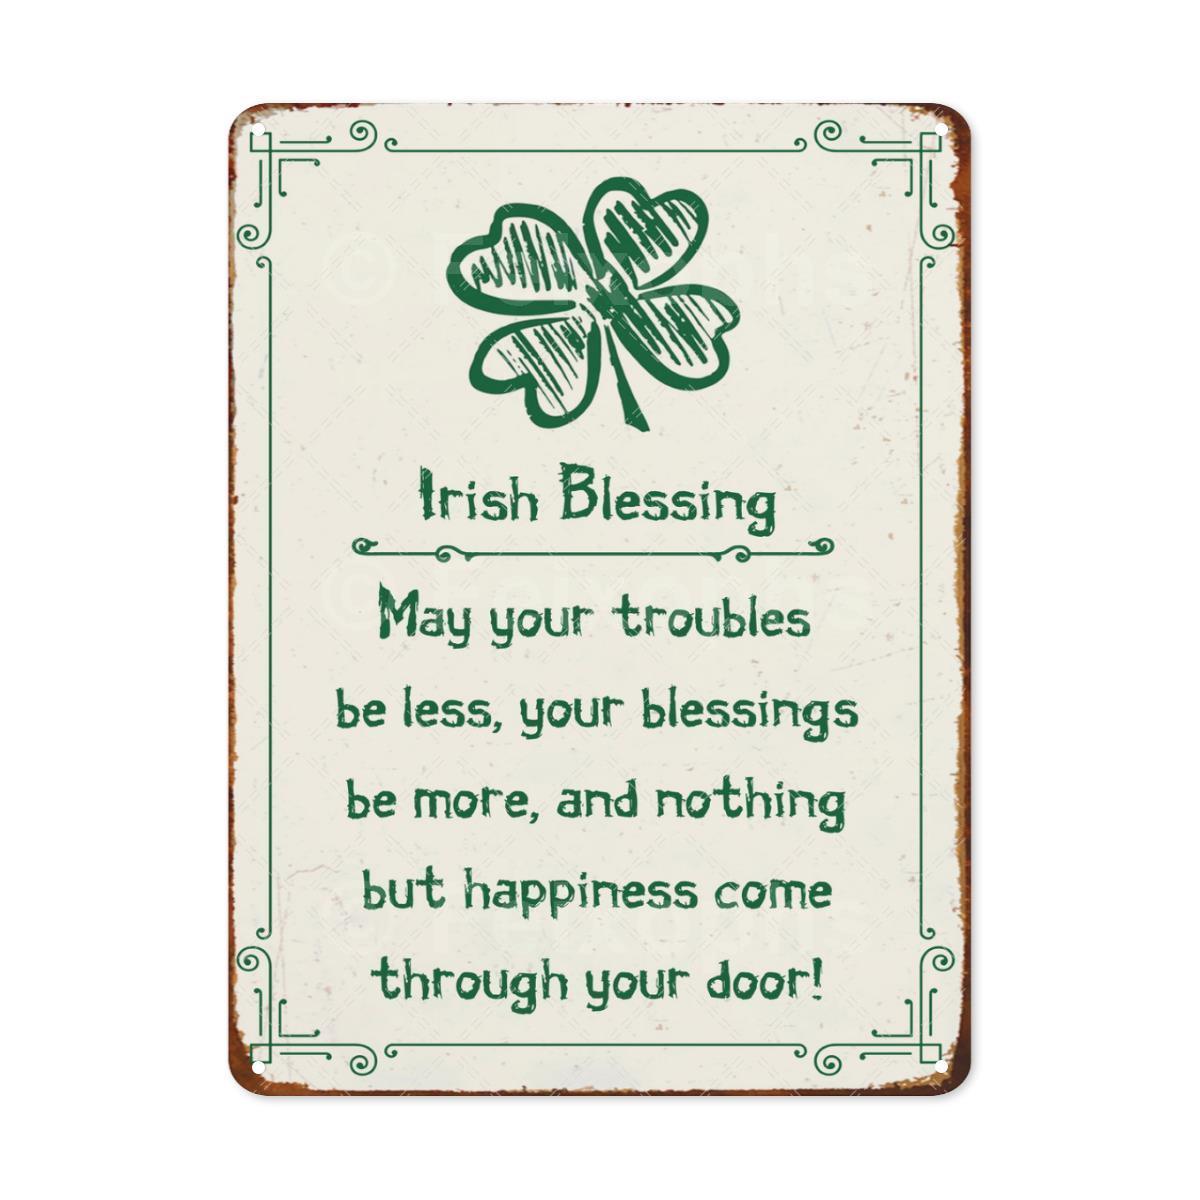 Irish Blessing
May your troubles
be less, your blessings
be more, and nothing
but happiness come
through your door!